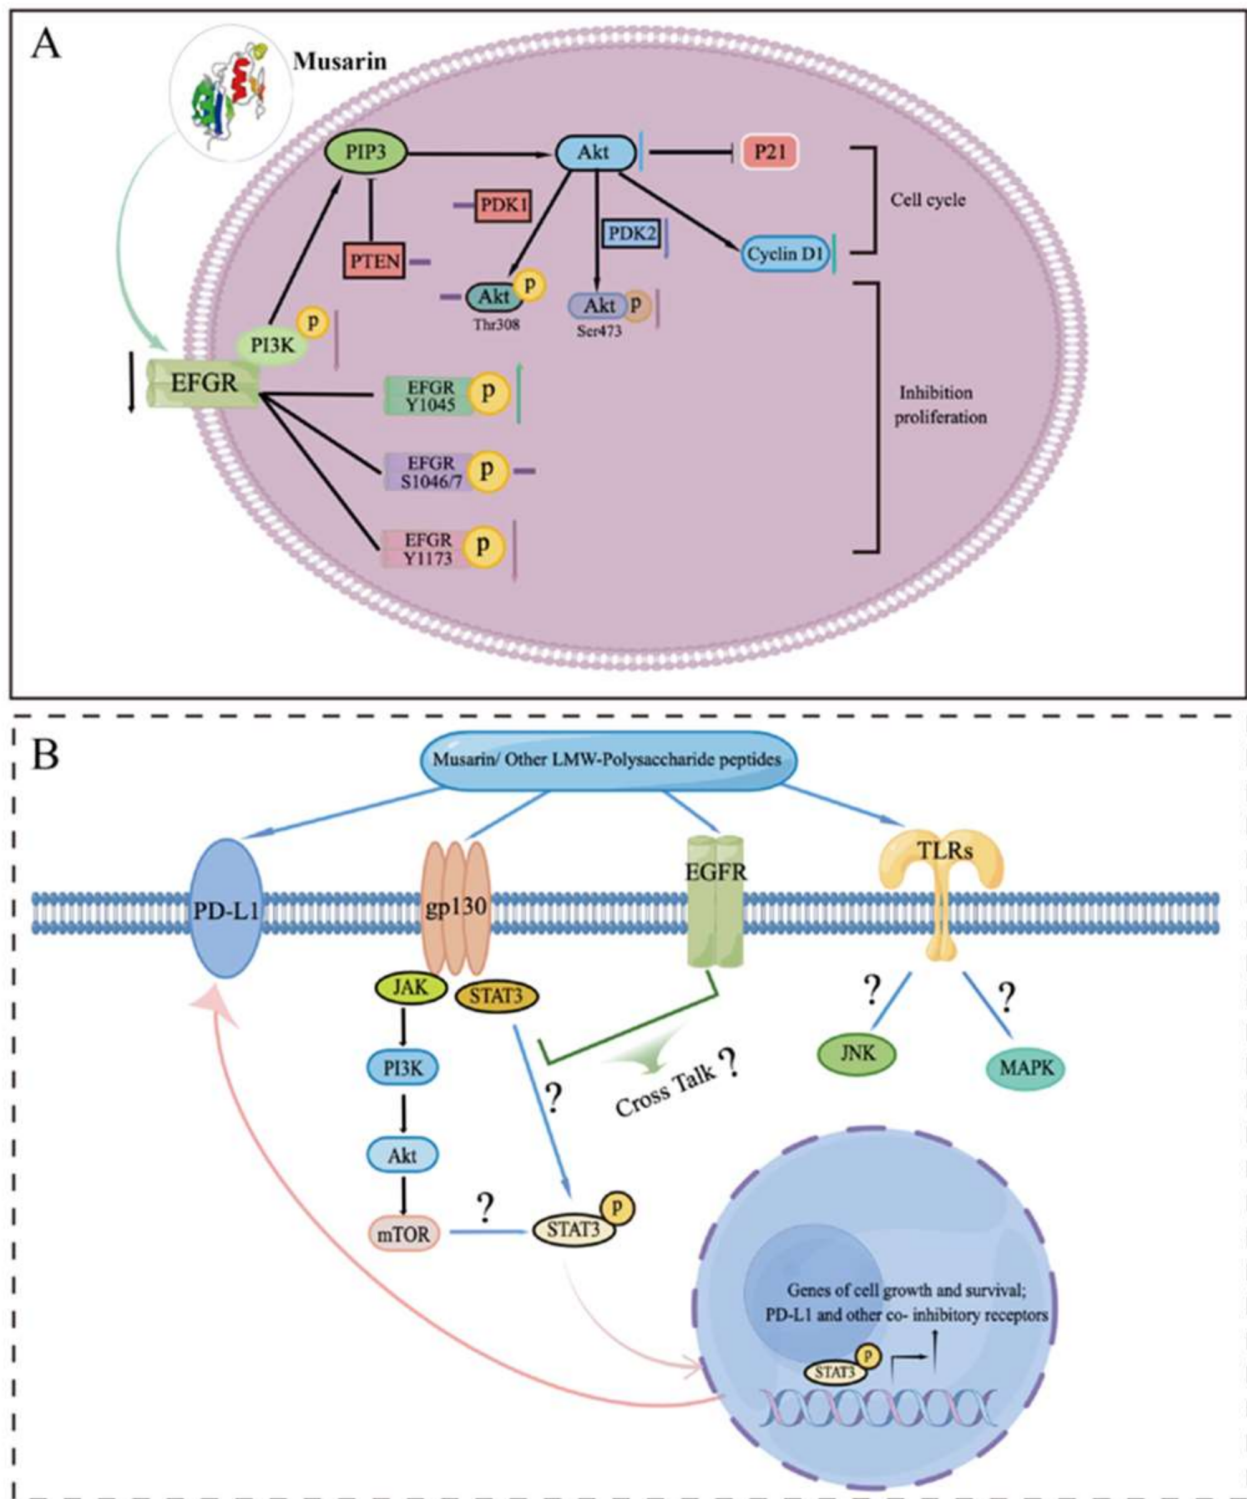 A
Musarin
PIP3
Akt
P21
PDK1
PDK2
Cell cycle
PTEN
Cyclin D1
Akt
p
Thr308
Akt
p
Ser473
PI3K
p
EFGR
EFGR
Y1045
p
Inhibition
proliferation
EFGR
S1046/7
p
EFGR
Y1173
p
B
Musarin/ Other LMW-Polysaccharide peptides
PD-L1
gp130
EGFR
TLRs
JAK
STAT3
?
?
JNK
MAPK
PI3K
?
Cross Talk ?
Akt
mTOR
?
STAT3
p
Genes of cell growth and survival;
PD-L1 and other co- inhibitory receptors
STAT3
p